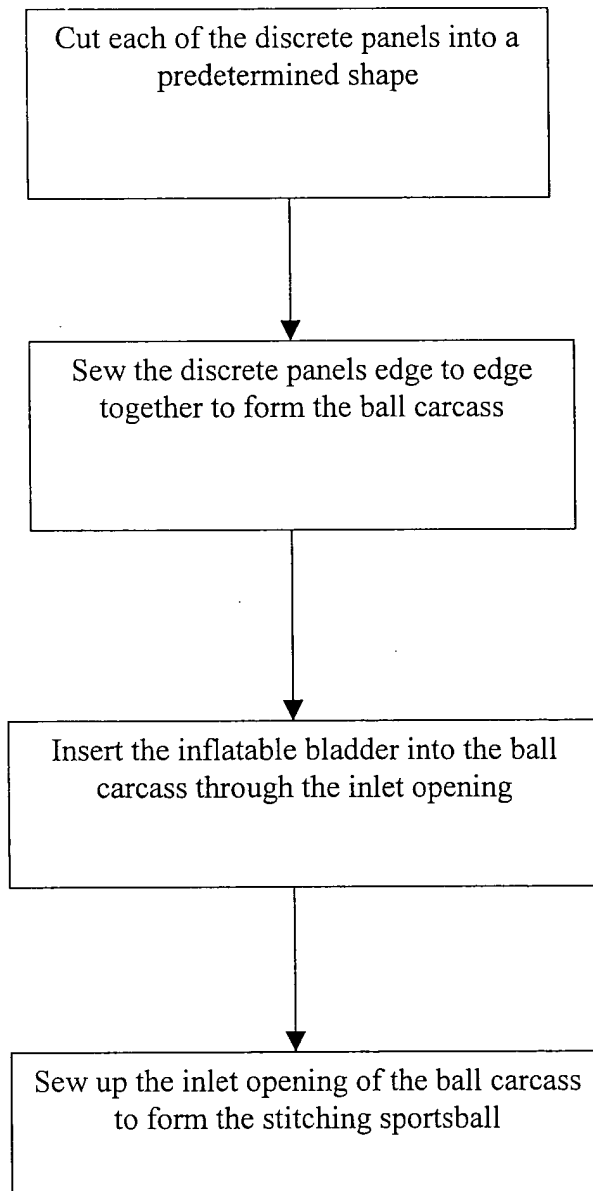 Cut each of the discrete panels into a
predetermined shape
Sew the discrete panels edge to edge
together to form the ball carcass
Insert the inflatable bladder into the ball
carcass through the inlet opening
Sew up the inlet opening of the ball carcass
to form the stitching sportsball